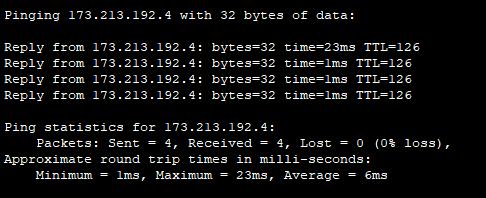 Pinging 173.213.192.4 with 32 bytes of data:
Reply from 173.213.192.4: bytes=32 time=23ms TTL=126
Reply from 173.213.192.4: bytes=32 time=1ms TTL=126
Reply from 173.213.192.4: bytes=32 time=1ms TTL=126
Reply from 173.213.192.4: bytes=32 time=1ms TTL=126
Ping statistics for 173.213.192.4:
Packets: Sent = 4, Received = 4, Lost = 0 (0% loss),
Approximate round trip times in milli-seconds:
Minimum = 1ms, Maximum = 23ms, Average = 6ms